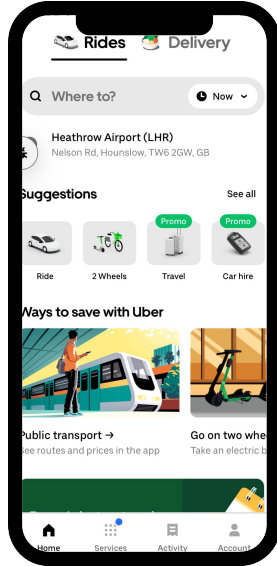 Rides Delivery
Where to? Now
Heathrow Airport (LHR)
Nelson Rd, Hounslow, TW6 2GW, GB
Suggestions See all
Promo Promo
Ride 2 Wheels Travel Car hire
Ways to save with Uber
Public transport → Go on two whe
See routes and prices in the app Take an electric b
Home Services Activity Account